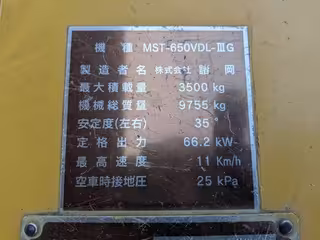 機種 MST-650VDL-ⅢG
製造者名 株式会社 諸岡
最大積載量 3500 kg
機械総質量 9755 kg
安定度(左右) 35 °
定格出力 66.2 kW
最高速度 11 Km/h
空車時接地圧 25 kPa